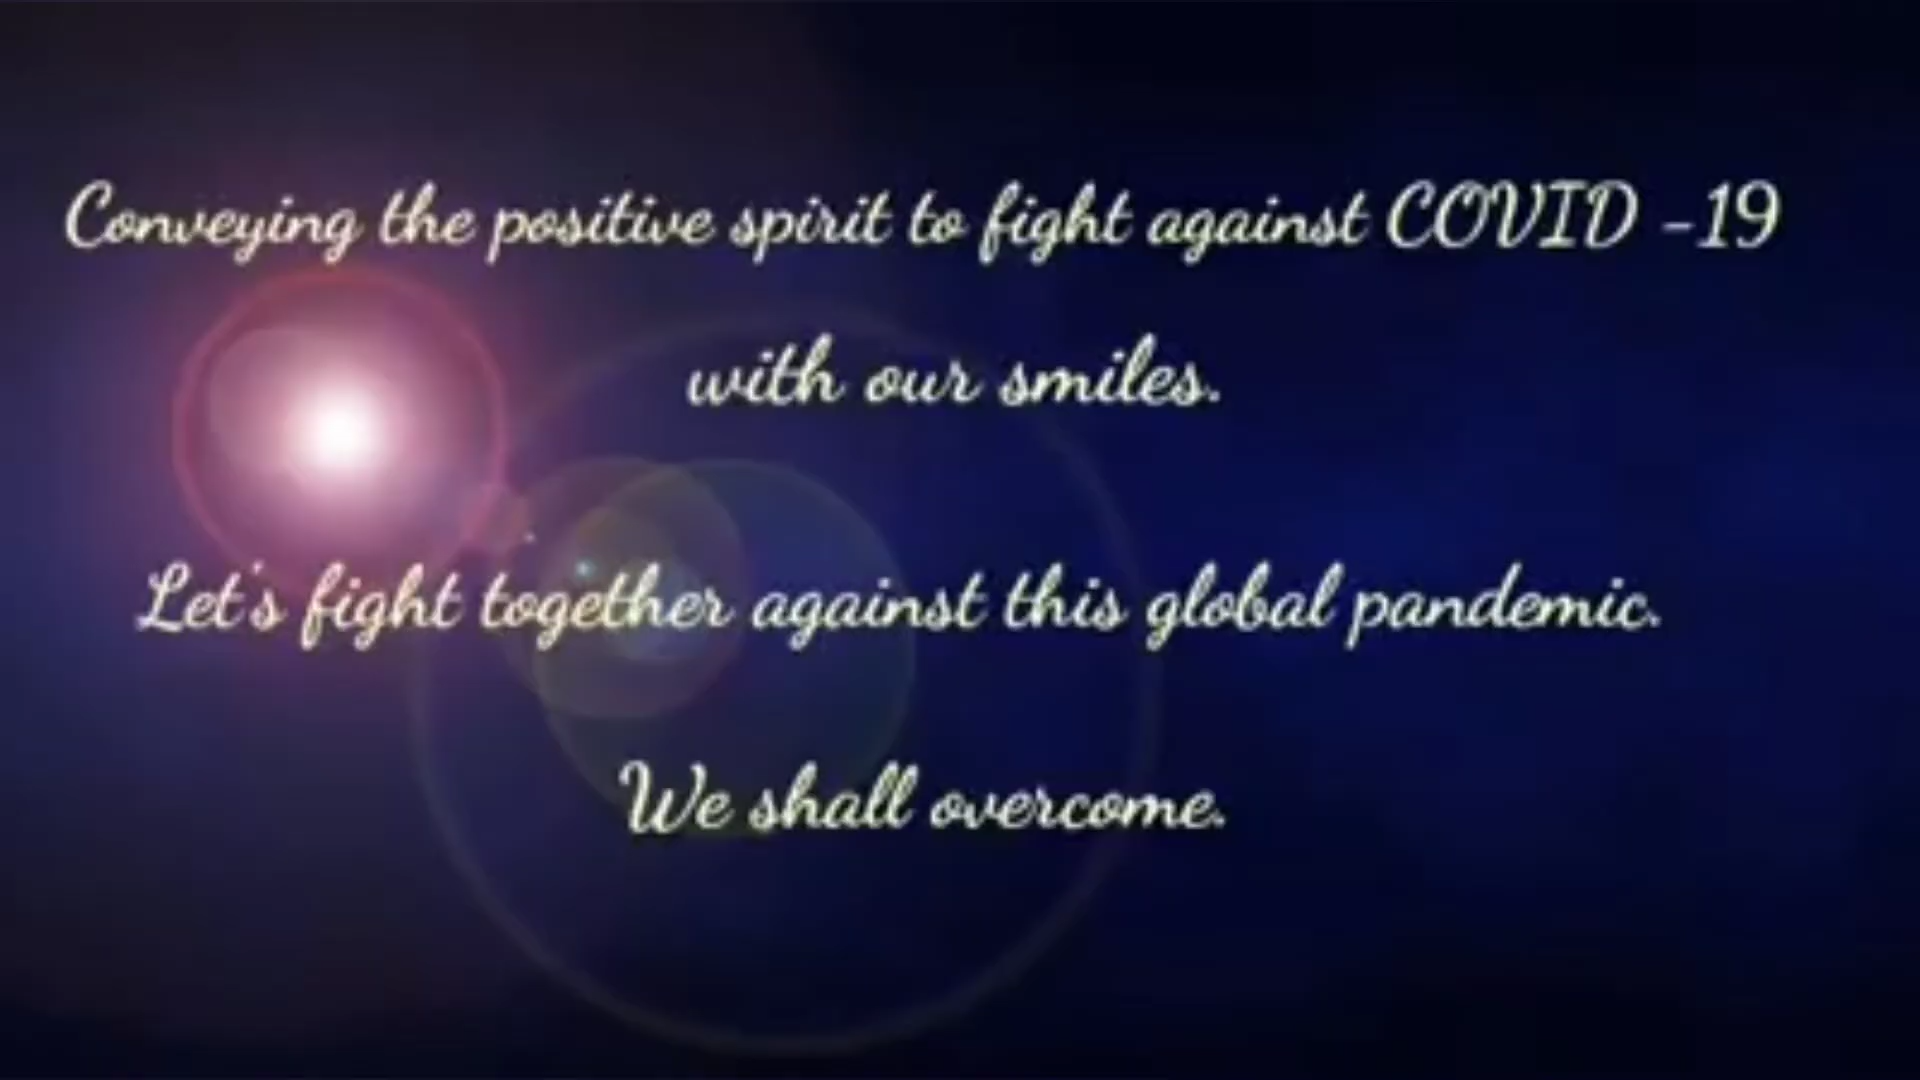 Conveying the positive spirit to fight against COVID -19
with our smiles.
Let's fight together against this global pandemic.
We shall overcome.